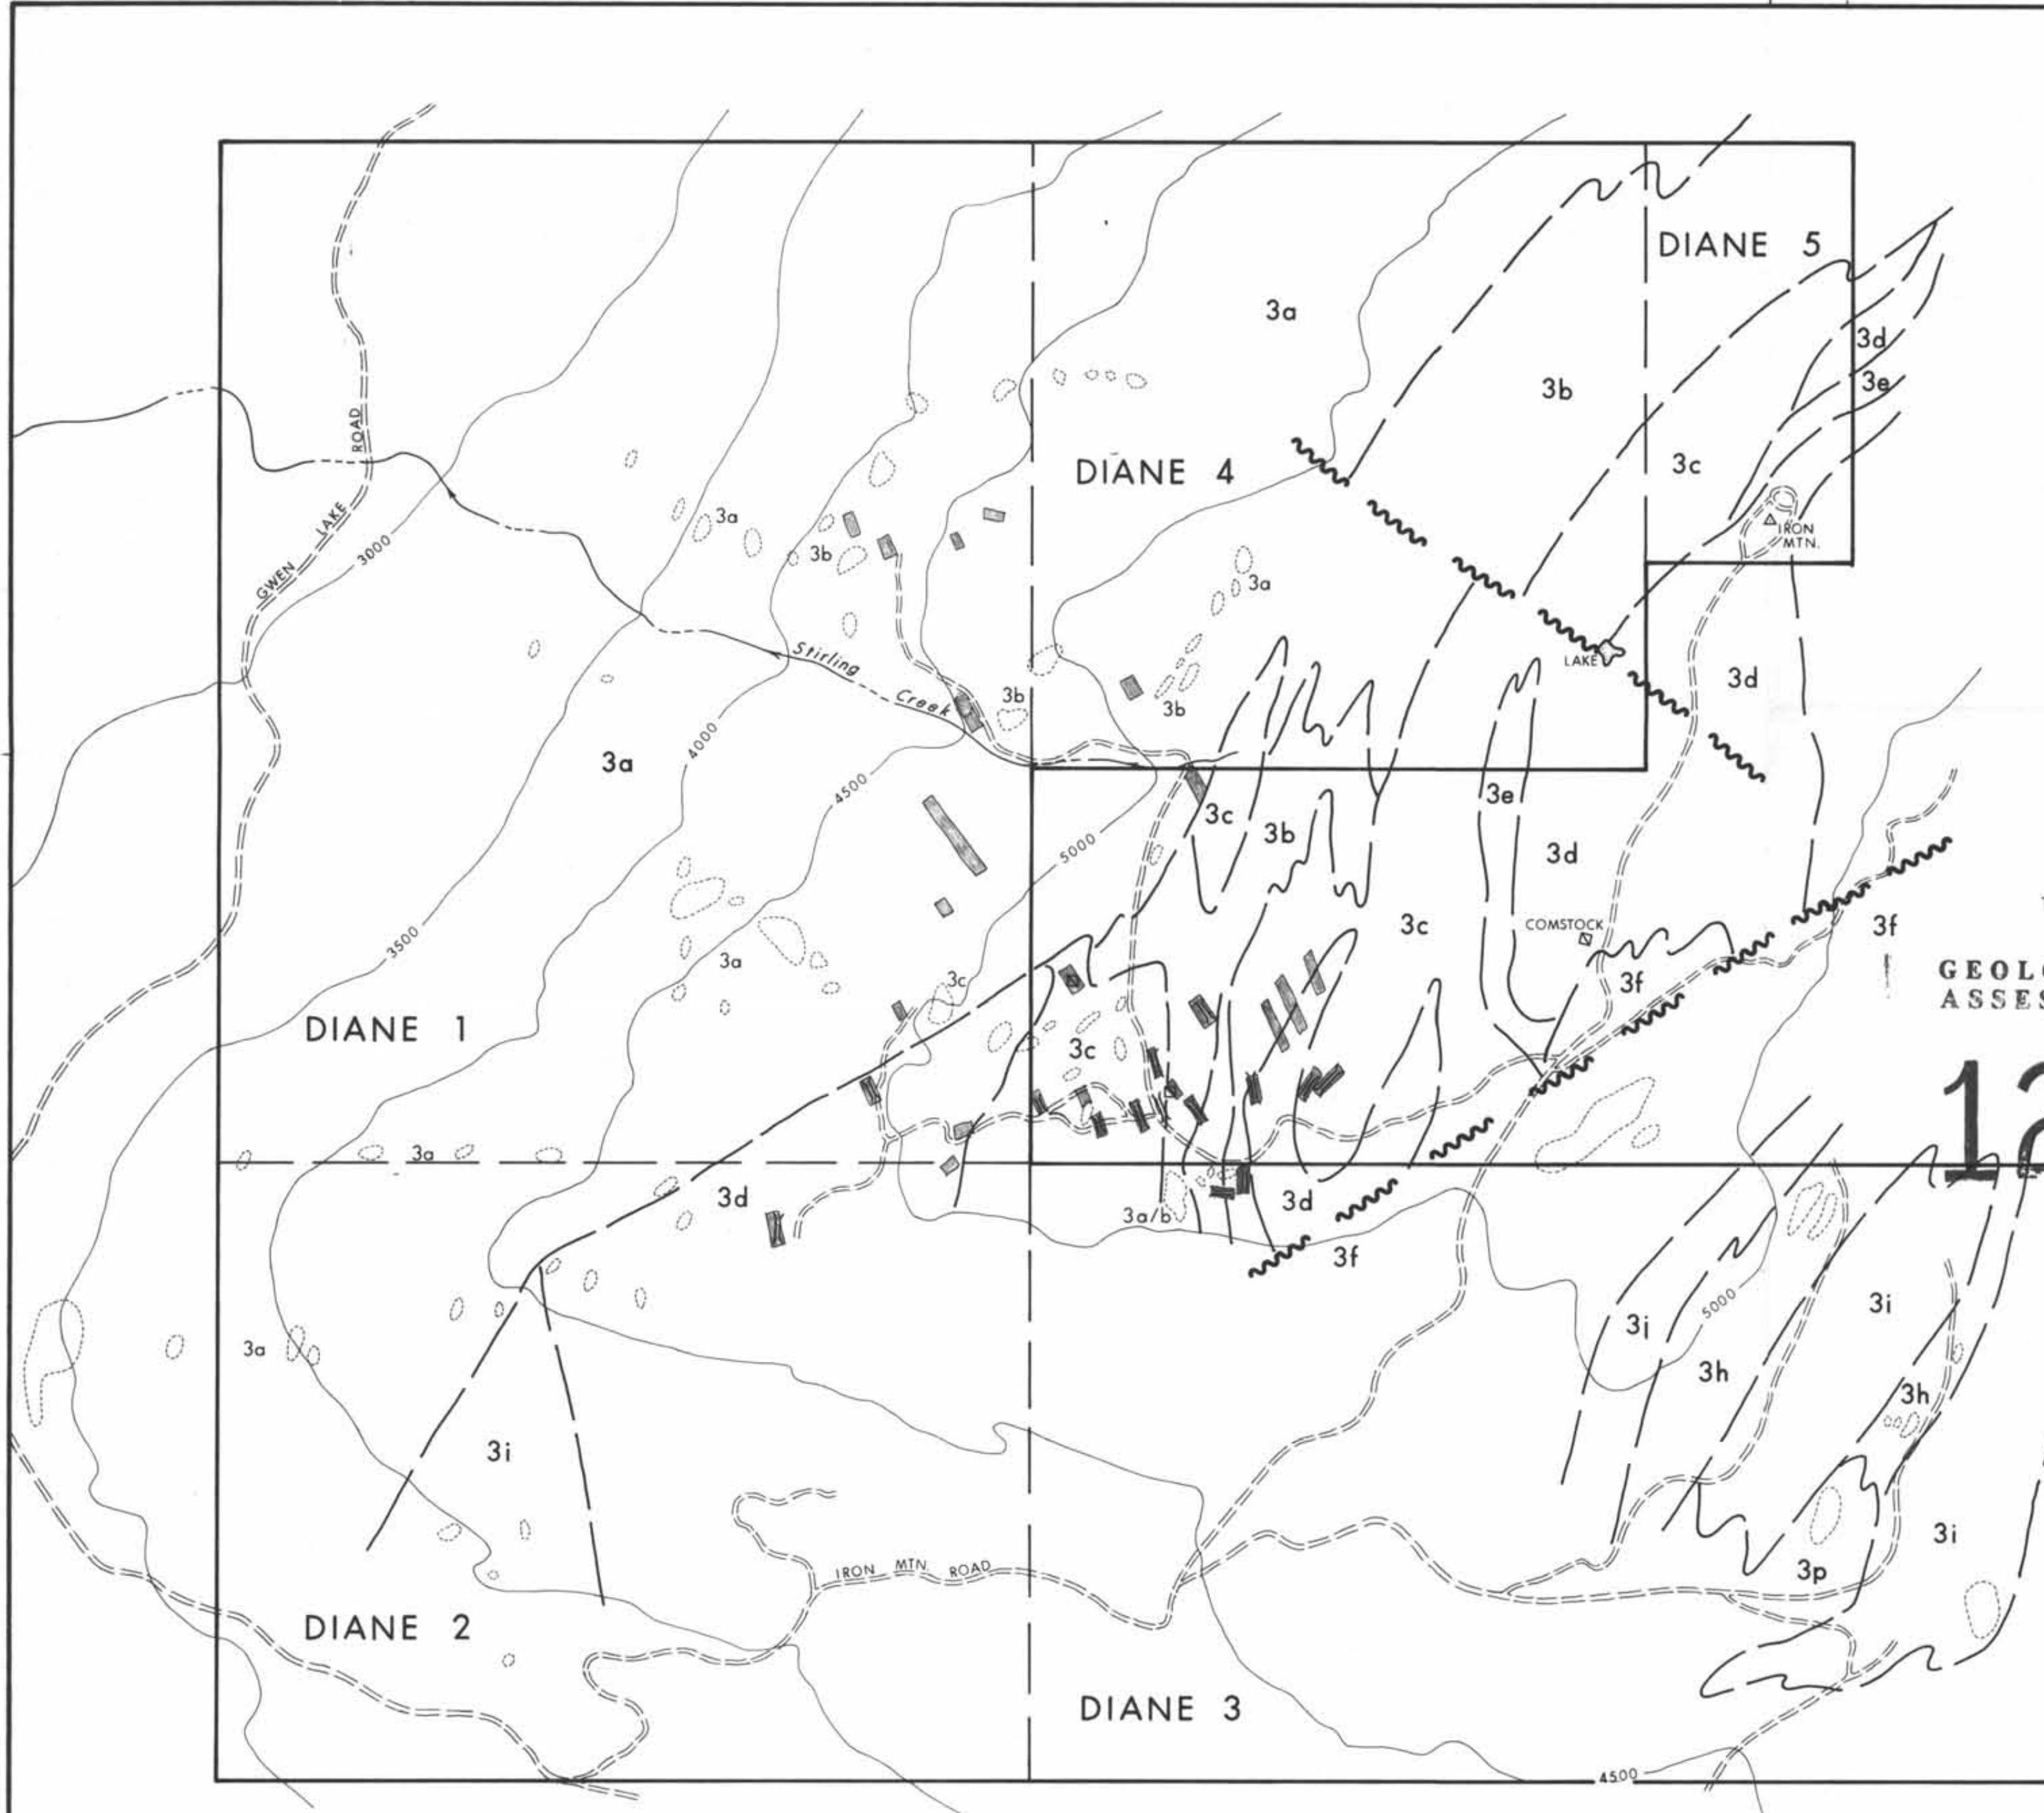 DIANE 5
3a
3d
3e
3b
ROAD
DIANE 4
3c
3a
LAKE
3b
IRON
MTN.
3000
GWEN
3a
Stirling
LAKE
3d
Creek
3b
3b
4000
3a
4500
3e
3c
3b
5000
3d
3c
COMSTOCK
3f
3500
3a
3c
3f
GEOL
ASSES
DIANE 1
3c
12
3a
3d
3a/b
3d
3f
5000
3i
3i
3a
3h
3h
3i
3i
IRON MTN. ROAD
3p
DIANE 2
DIANE 3
4500